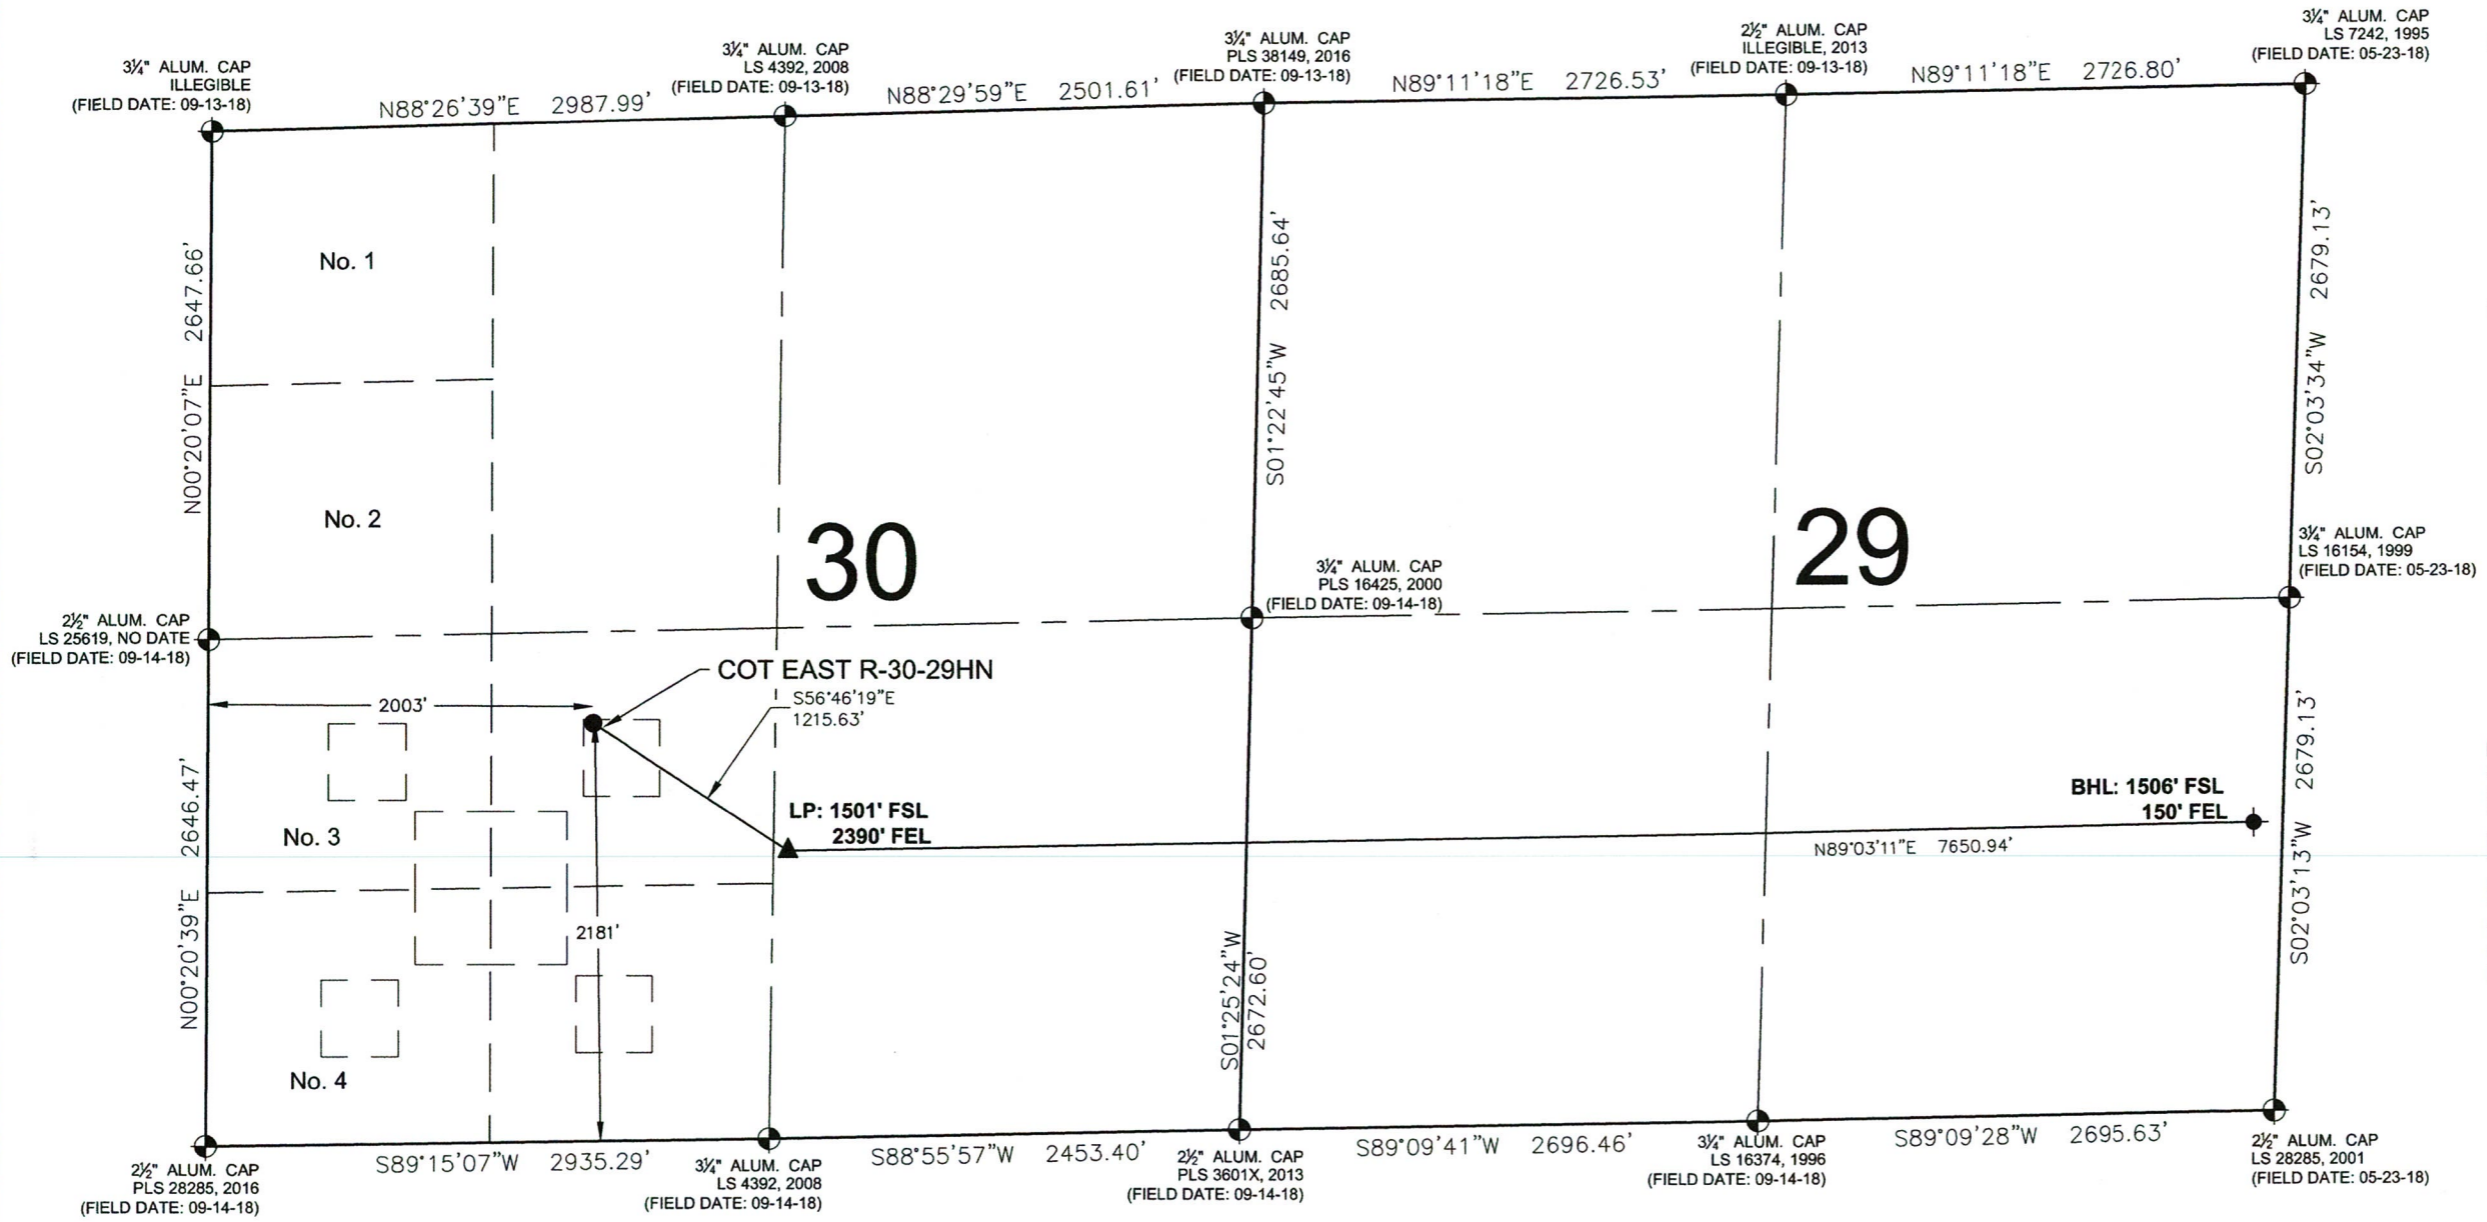 3¼" ALUM. CAP
ILLEGIBLE
(FIELD DATE: 09-13-18)
N88°26'39"E 2987.99'
3¼" ALUM. CAP
LS 4392, 2008
(FIELD DATE: 09-13-18)
N88°29'59"E 2501.61'
3¼" ALUM. CAP
PLS 38149, 2016
(FIELD DATE: 09-13-18)
N89°11'18"E 2726.53'
2½" ALUM. CAP
ILLEGIBLE, 2013
(FIELD DATE: 09-13-18)
N89°11'18"E 2726.80'
3¼" ALUM. CAP
LS 7242, 1995
(FIELD DATE: 05-23-18)
N00°20'07"E 2647.66'
No. 1
No. 2
30
S01°22'45"W 2685.64'
29
S02°03'34"W 2679.13'
2½" ALUM. CAP
LS 25619, NO DATE
(FIELD DATE: 09-14-18)
3¼" ALUM. CAP
PLS 16425, 2000
(FIELD DATE: 09-14-18)
3¼" ALUM. CAP
LS 16154, 1999
(FIELD DATE: 05-23-18)
COT EAST R-30-29HN
S56°46'19"E
1215.63'
2003'
N00°20'39"E 2646.47'
No. 3
LP: 1501' FSL
2390' FEL
BHL: 1506' FSL
150' FEL
N89°03'11"E 7650.94'
2181'
S01°25'24"W
2672.60'
S02°03'13"W 2679.13'
No. 4
2½" ALUM. CAP
PLS 28285, 2016
(FIELD DATE: 09-14-18)
S89°15'07"W 2935.29'
3¼" ALUM. CAP
LS 4392, 2008
(FIELD DATE: 09-14-18)
S88°55'57"W 2453.40'
2½" ALUM. CAP
PLS 3601X, 2013
(FIELD DATE: 09-14-18)
S89°09'41"W 2696.46'
3¼" ALUM. CAP
LS 16374, 1996
(FIELD DATE: 09-14-18)
S89°09'28"W 2695.63'
2½" ALUM. CAP
LS 28285, 2001
(FIELD DATE: 05-23-18)